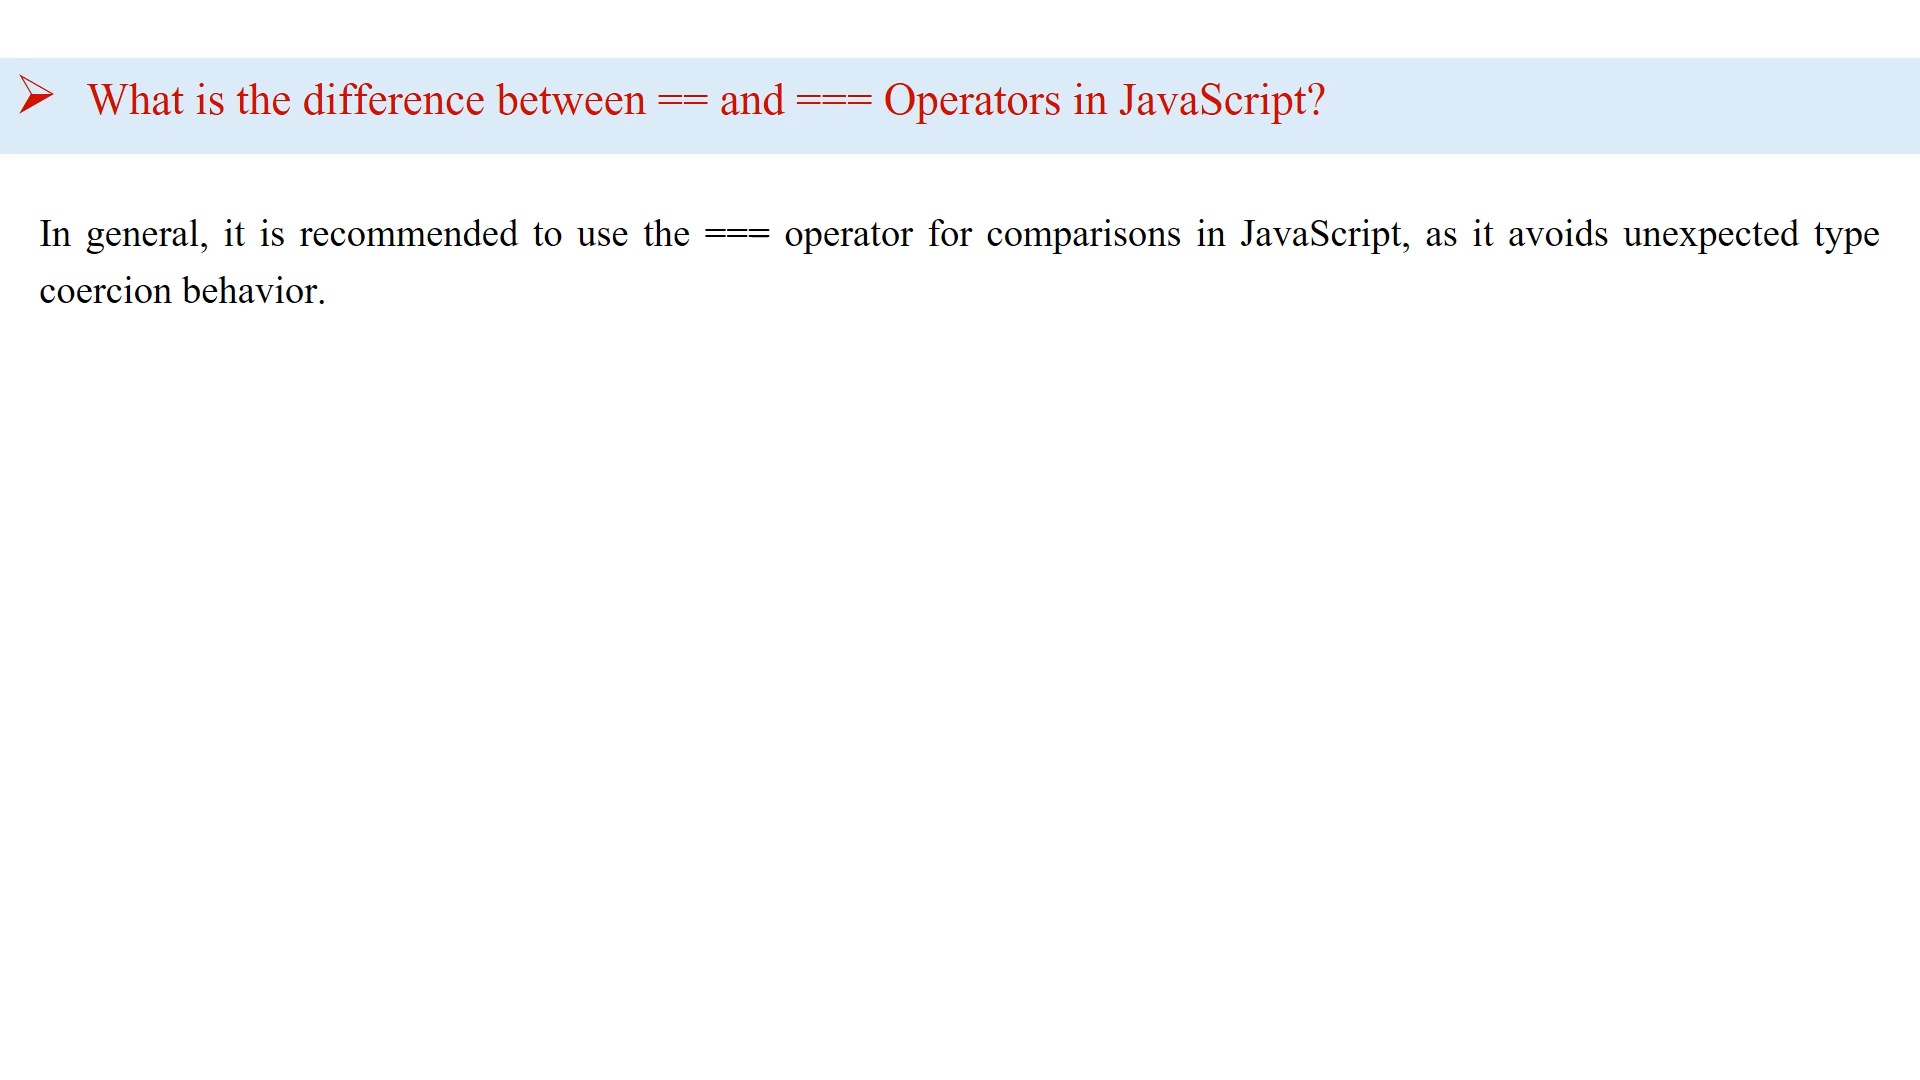 What is the difference between == and === Operators in JavaScript?
In general, it is recommended to use the === operator for comparisons in JavaScript, as it avoids unexpected type
coercion behavior.